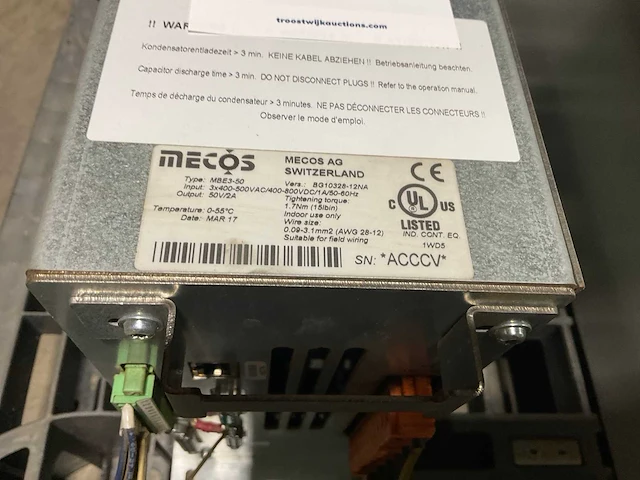 troostwijkauctions.com
!! WAR
Kondensatorentladezeit > 3 min. KEINE KABEL ABZIEHEN !! Betriebsanleitung beachten.
Capacitor discharge time > 3 min. DO NOT DISCONNECT PLUGS !! Refer to the operation manual.
Temps de décharge du condensateur > 3 minutes. NE PAS DÉCONNECTER LES CONNECTEURS !!
Observer le mode d'emploi.
MECOS
MECOS AG
SWITZERLAND
CE
Type: MBE3-50
Vers.: BG10328-12NA
Input: 3x400-500VAC/400-800VDC/1A/50-60Hz
Output: 50V/2A
Tightening torque:
1.7Nm (15lbin)
Temperature: 0-55°C
Indoor use only
Date: MAR 17
Wire size:
0.09-3.1mm2 (AWG 28-12)
Suitable for field wiring
C UL US
LISTED
IND. CONT. EQ.
1WD5
SN: *ACCCV*